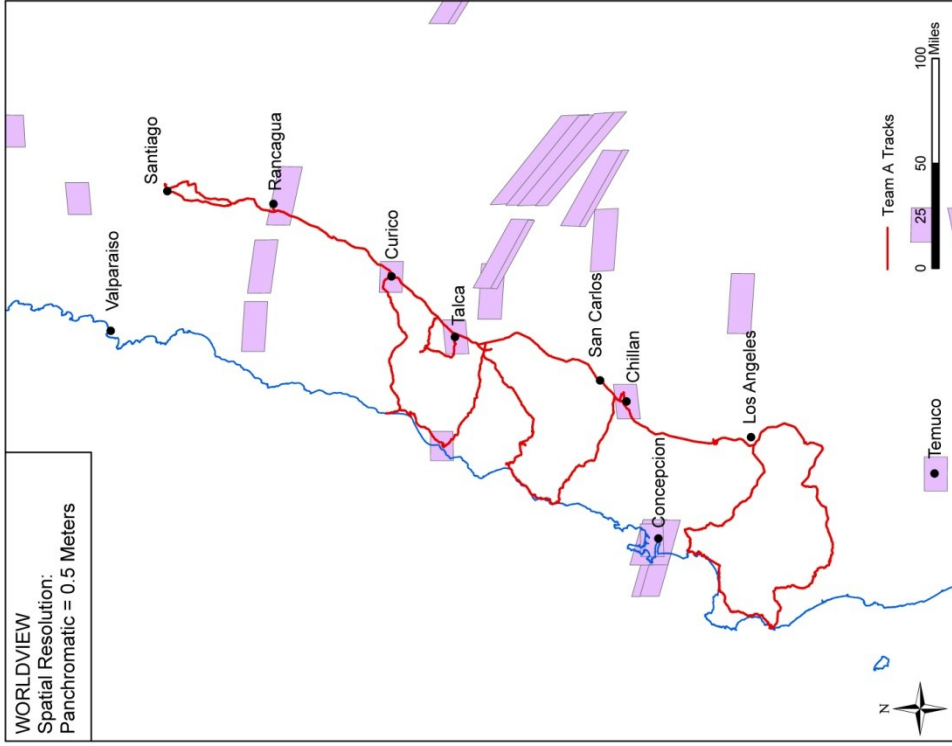 WORLDVIEW
Spatial Resolution:
Panchromatic = 0.5 Meters
Santiago
Valparaiso
Rancagua
Curico
Talca
San Carlos
Chillan
Concepcion
Los Angeles
Temuco
Team A Tracks
0 25 50 100
Miles
N